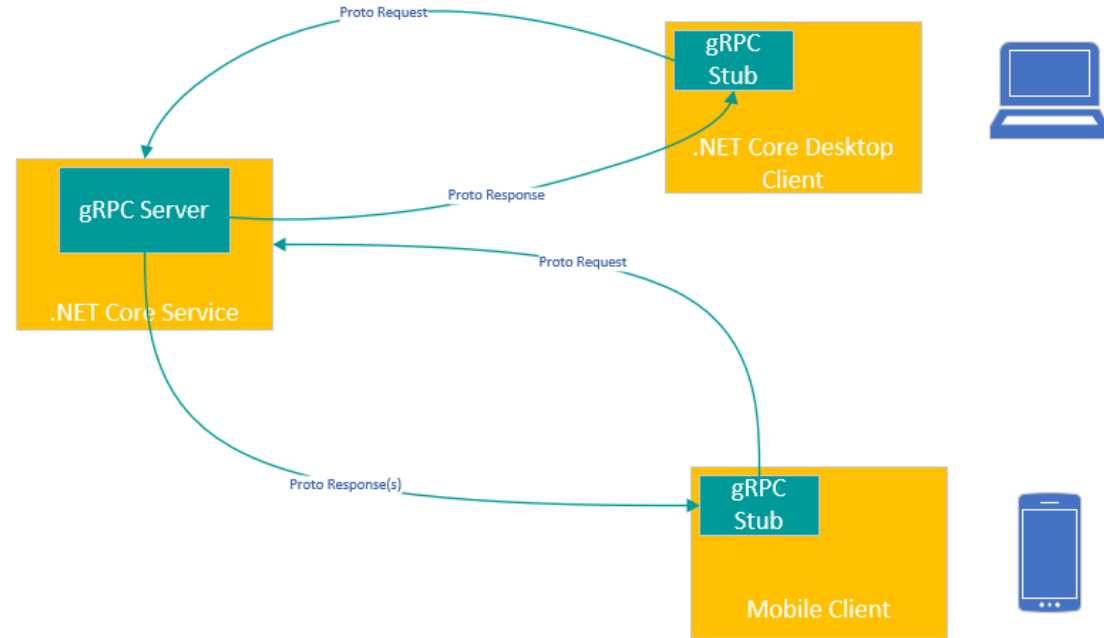 Proto Request
gRPC
Stub
.NET Core Desktop
Client
gRPC Server
Proto Response
Proto Request
.NET Core Service
Proto Response(s)
gRPC
Stub
Mobile Client